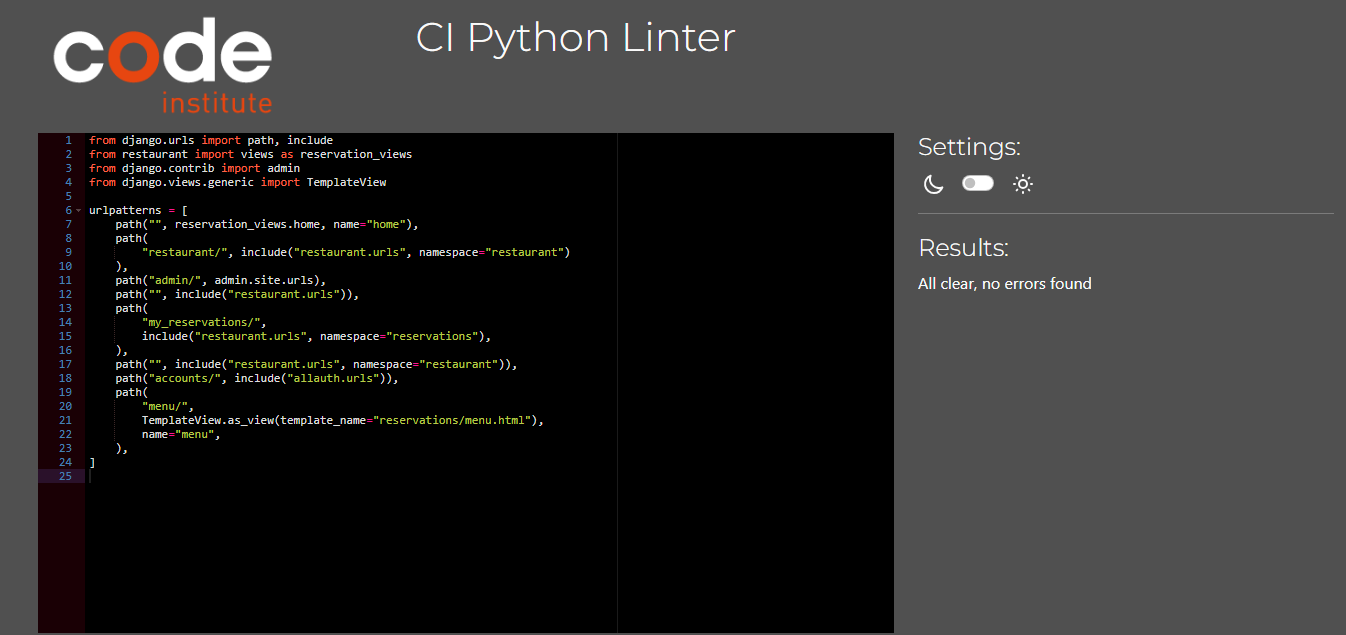 code
institute
CI Python Linter
1 from django.urls import path, include
2 from restaurant import views as reservation_views
3 from django.contrib import admin
4 from django.views.generic import TemplateView
5
6 urlpatterns = [
7     path("", reservation_views.home, name="home"),
8     path(
9         "restaurant/", include("restaurant.urls", namespace="restaurant")
10     ),
11     path("admin/", admin.site.urls),
12     path("", include("restaurant.urls")),
13     path(
14         "my_reservations/",
15         include("restaurant.urls", namespace="reservations"),
16     ),
17     path("", include("restaurant.urls", namespace="restaurant")),
18     path("accounts/", include("allauth.urls")),
19     path(
20         "menu/",
21         TemplateView.as_view(template_name="reservations/menu.html"),
22         name="menu",
23     ),
24 ]
25
Settings:
Results:
All clear, no errors found